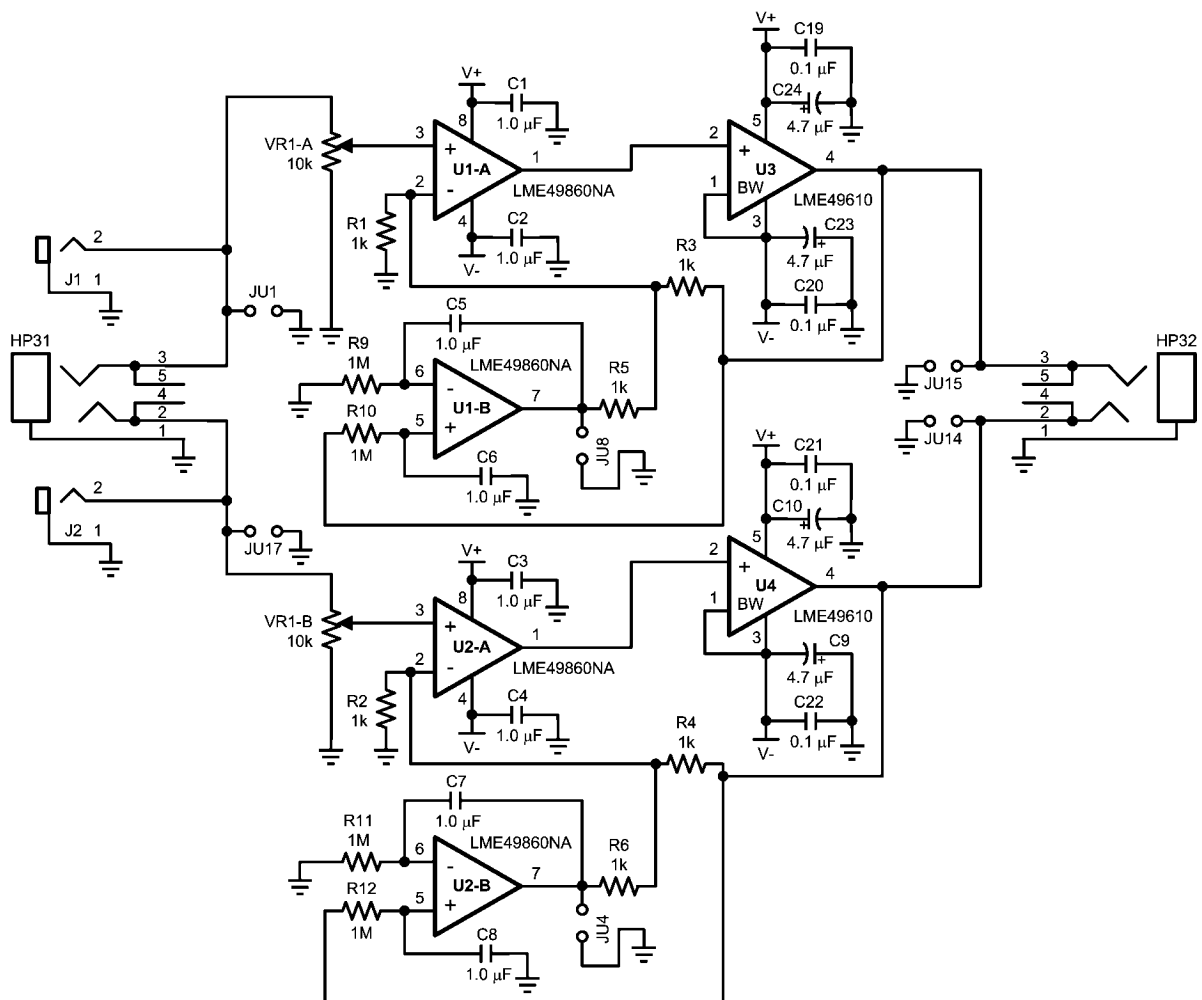 V+
C19
0.1 µF
C24
+
4.7 µF
5
V+
C1
8
1.0 µF
VR1-A
10k
3
+
U1-A
1
LME49860NA
2
-
4
C2
1.0 µF
V-
R1
1k
2
+
U3
4
1
BW
LME49610
3
C23
+
4.7 µF
C20
0.1 µF
V-
R3
1k
2
J1 1
JU1
HP31
3
5
4
2
1
C5
1.0 µF
LME49860NA
R9
1M
6
-
U1-B
7
R5
1k
R10
1M
5
+
C6
1.0 µF
JU8
HP32
3
JU15
5
4
2
JU14
1
2
J2 1
JU17
V+
C21
0.1 µF
C10
+
4.7 µF
5
V+
C3
8
1.0 µF
VR1-B
10k
3
+
U2-A
1
LME49860NA
2
-
4
C4
1.0 µF
V-
R2
1k
2
+
U4
4
1
BW
LME49610
3
C9
+
4.7 µF
C22
0.1 µF
V-
R4
1k
C7
1.0 µF
LME49860NA
R11
1M
6
-
U2-B
7
R6
1k
R12
1M
5
+
C8
1.0 µF
JU4